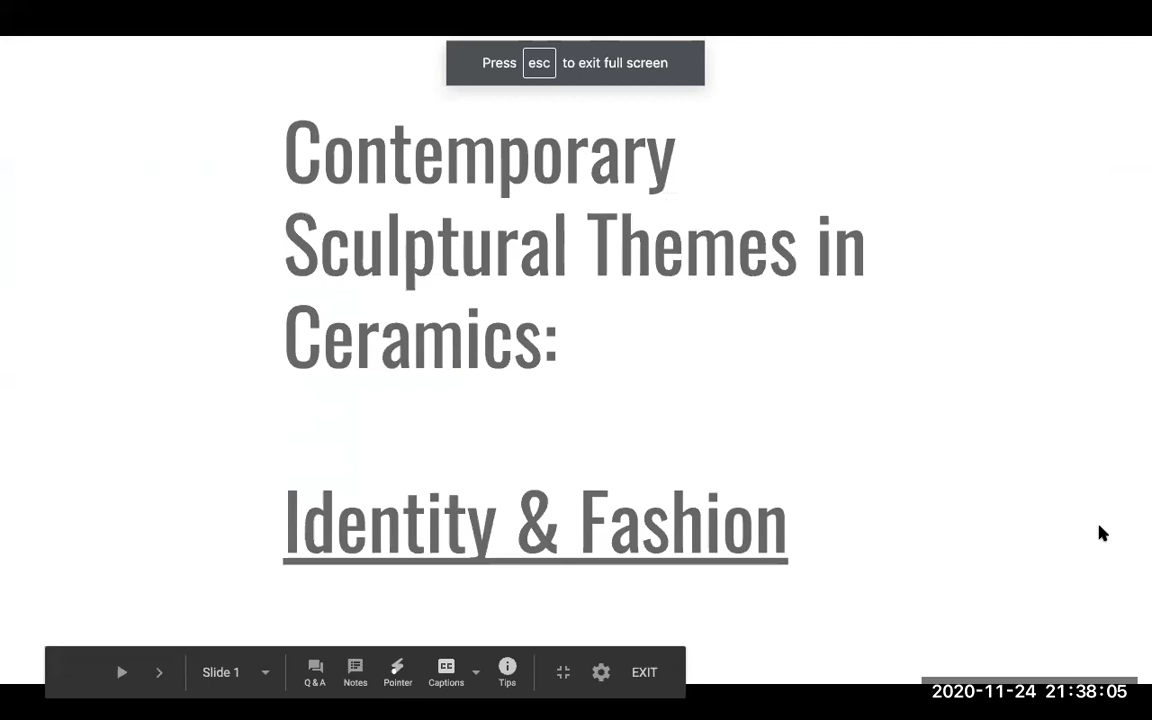 Press esc to exit full screen
Contemporary
Sculptural Themes in
Ceramics:
Identity & Fashion
Slide 1
Q & A
Notes
Pointer
CC
Captions
Tips
EXIT
2020-11-24 21:38:05